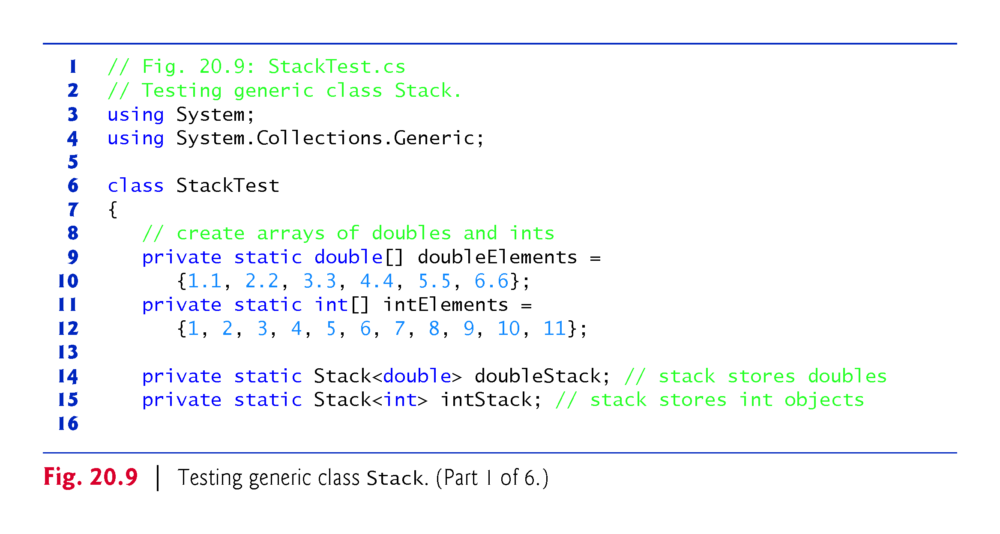 1 // Fig. 20.9: StackTest.cs
2 // Testing generic class Stack.
3 using System;
4 using System.Collections.Generic;
5
6 class StackTest
7 {
8 // create arrays of doubles and ints
9 private static double[] doubleElements =
10 {1.1, 2.2, 3.3, 4.4, 5.5, 6.6};
11 private static int[] intElements =
12 {1, 2, 3, 4, 5, 6, 7, 8, 9, 10, 11};
13
14 private static Stack<double> doubleStack; // stack stores doubles
15 private static Stack<int> intStack; // stack stores int objects
16
Fig. 20.9 | Testing generic class Stack. (Part 1 of 6.)